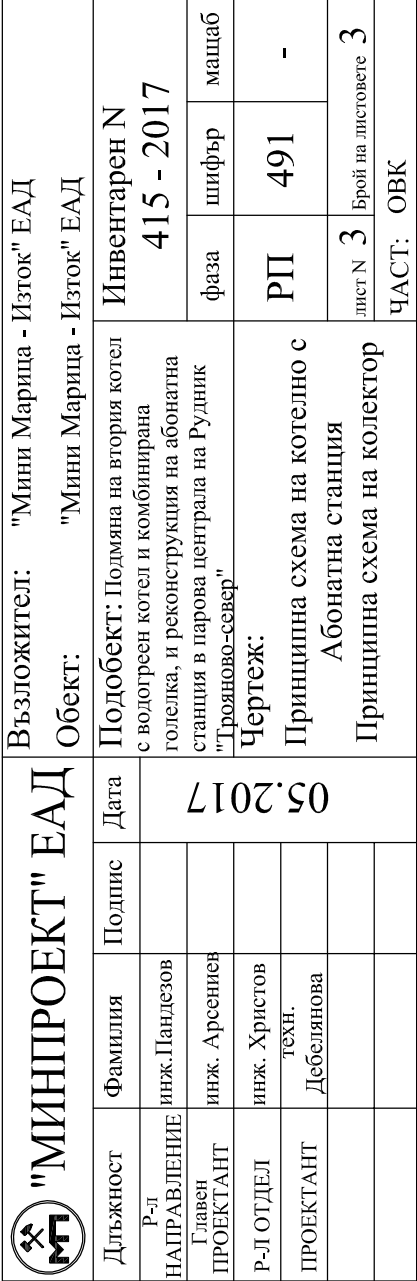 МП
"МИНПРОЕКТ" ЕАД
Възложител: "Мини Марица - Изток" ЕАД
Обект: "Мини Марица - Изток" ЕАД
Длъжност Фамилия Подпис Дата
Р-л
НАПРАВЛЕНИЕ инж.Пандезов
Главен
ПРОЕКТАНТ инж. Арсениев
Р-Л ОТДЕЛ инж. Христов
ПРОЕКТАНТ техн.
Дебелянова
05.2017
Подобект: Подмяна на втория котел
с водогреен котел и комбинирана
голелка, и реконструкция на абонатна
станция в парова централа на Рудник
"Трояново-север"
Чертеж:
Принципна схема на котелно с
Абонатна станция
Принципна схема на колектор
Инвентарен N
415 - 2017
фаза шифър мащаб
РП 491 -
лист N 3 Брой на листовете 3
ЧАСТ: ОВК